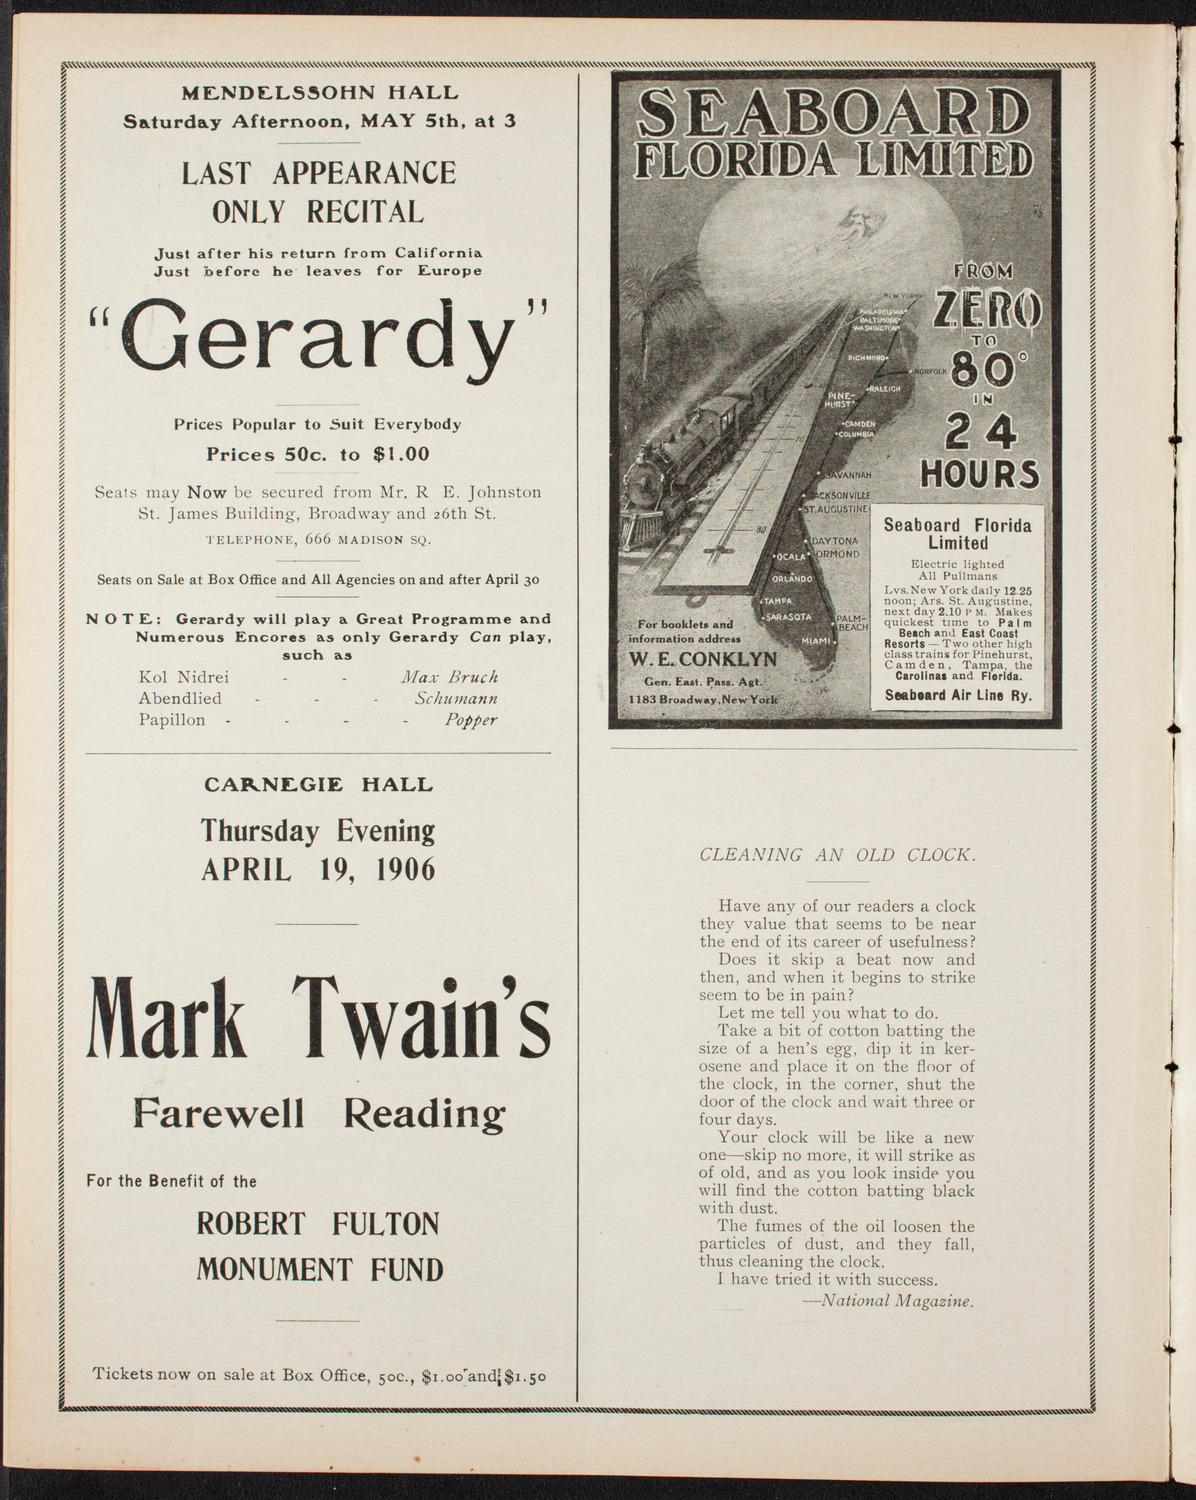 MENDELSSOHN HALL
Saturday Afternoon, MAY 5th, at 3
LAST APPEARANCE
ONLY RECITAL
Just after his return from California
Just before he leaves for Europe
"Gerardy"
Prices Popular to Suit Everybody
Prices 50c. to $1.00
Seats may Now be secured from Mr. R E. Johnston
St. James Building, Broadway and 26th St.
TELEPHONE, 666 MADISON SQ.
Seats on Sale at Box Office and All Agencies on and after April 30
NOTE: Gerardy will play a Great Programme and
Numerous Encores as only Gerardy Can play,
such as
Kol Nidrei - - Max Bruch
Abendlied - - - Schumann
Papillon - - - - Popper
CARNEGIE HALL
Thursday Evening
APRIL 19, 1906
Mark Twain's
Farewell Reading
For the Benefit of the
ROBERT FULTON
MONUMENT FUND
Tickets now on sale at Box Office, 50c., $1.00 and $1.50
SEABOARD
FLORIDA LIMITED
FROM
ZERO
TO
80°
IN
24
HOURS
NEW YORK
PHILADELPHIA
BALTIMORE
WASHINGTON
RICHMOND
NORFOLK
RALEIGH
PINE-
HURST
CAMDEN
COLUMBIA
SAVANNAH
JACKSONVILLE
ST. AUGUSTINE
DAYTONA
ORMOND
OCALA
ORLANDO
TAMPA
SARASOTA
PALM-
BEACH
MIAMI
80
For booklets and
information address
W. E. CONKLYN
Gen. East. Pass. Agt.
1183 Broadway, New York
Seaboard Florida
Limited
Electric lighted
All Pullmans
Lvs. New York daily 12.25
noon; Ars. St. Augustine,
next day 2.10 P M. Makes
quickest time to Palm
Beach and East Coast
Resorts — Two other high
class trains for Pinehurst,
Camden, Tampa, the
Carolinas and Florida.
Seaboard Air Line Ry.
CLEANING AN OLD CLOCK.
Have any of our readers a clock
they value that seems to be near
the end of its career of usefulness?
Does it skip a beat now and
then, and when it begins to strike
seem to be in pain?
Let me tell you what to do.
Take a bit of cotton batting the
size of a hen's egg, dip it in ker-
osene and place it on the floor of
the clock, in the corner, shut the
door of the clock and wait three or
four days.
Your clock will be like a new
one—skip no more, it will strike as
of old, and as you look inside you
will find the cotton batting black
with dust.
The fumes of the oil loosen the
particles of dust, and they fall,
thus cleaning the clock.
I have tried it with success.
—National Magazine.